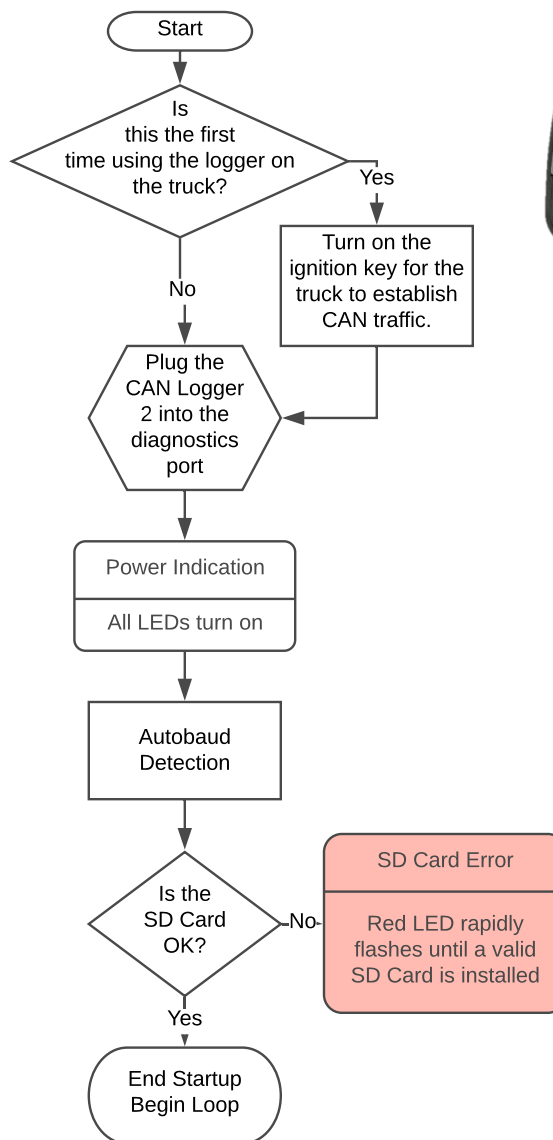 Start
Is
this the first
time using the logger on
the truck?
Yes
Turn on the
ignition key for the
truck to establish
CAN traffic.
No
Plug the
CAN Logger
2 into the
diagnostics
port
Power Indication
All LEDs turn on
Autobaud
Detection
Is the
SD Card
OK?
No
SD Card Error
Red LED rapidly
flashes until a valid
SD Card is installed
Yes
End Startup
Begin Loop